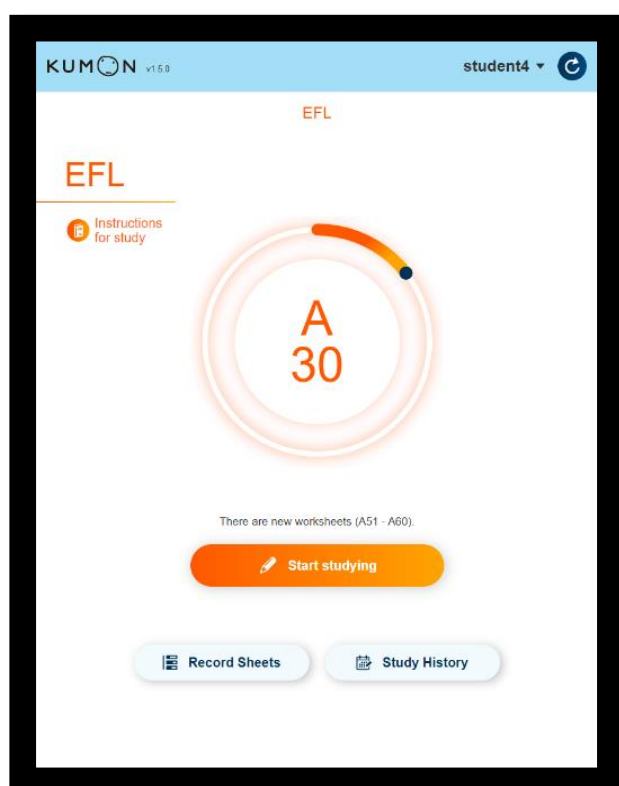 KUMON v1.5.0
student4
EFL
EFL
Instructions
for study
A
30
There are new worksheets (A51 - A60).
Start studying
Record Sheets
Study History